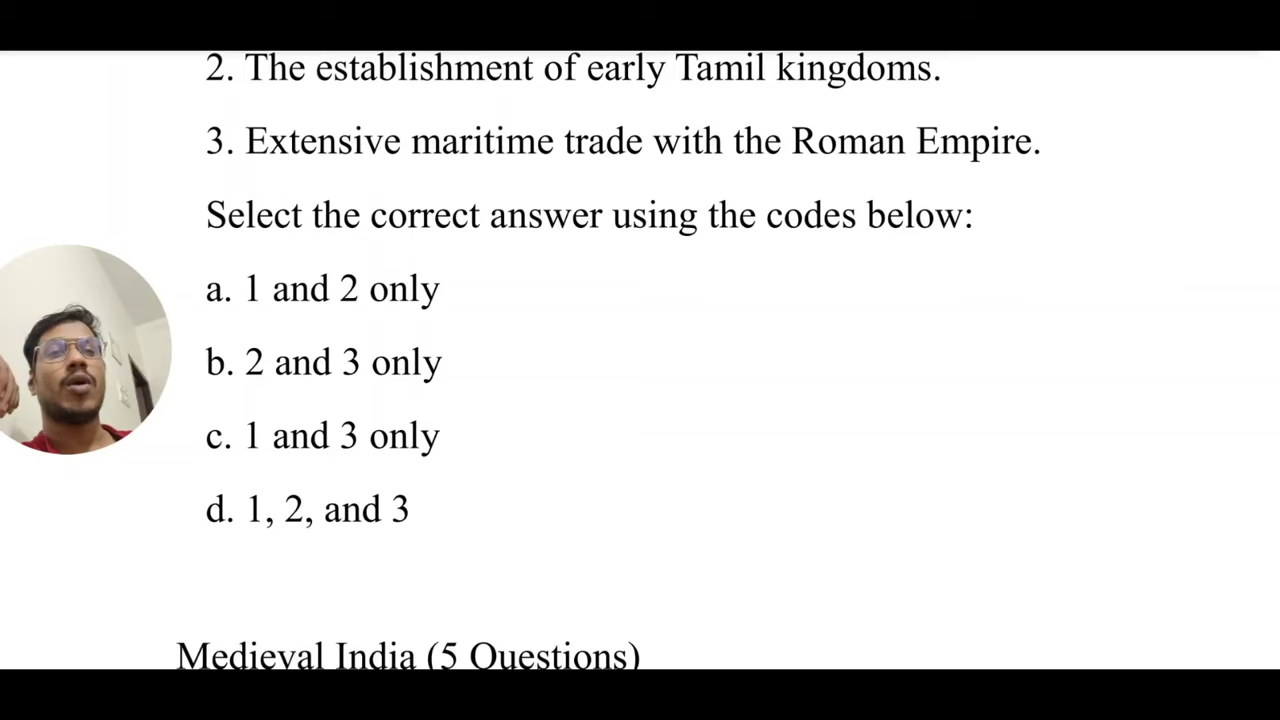 2. The establishment of early Tamil kingdoms.
3. Extensive maritime trade with the Roman Empire.
Select the correct answer using the codes below:
a. 1 and 2 only
b. 2 and 3 only
c. 1 and 3 only
d. 1, 2, and 3
Medieval India (5 Questions)